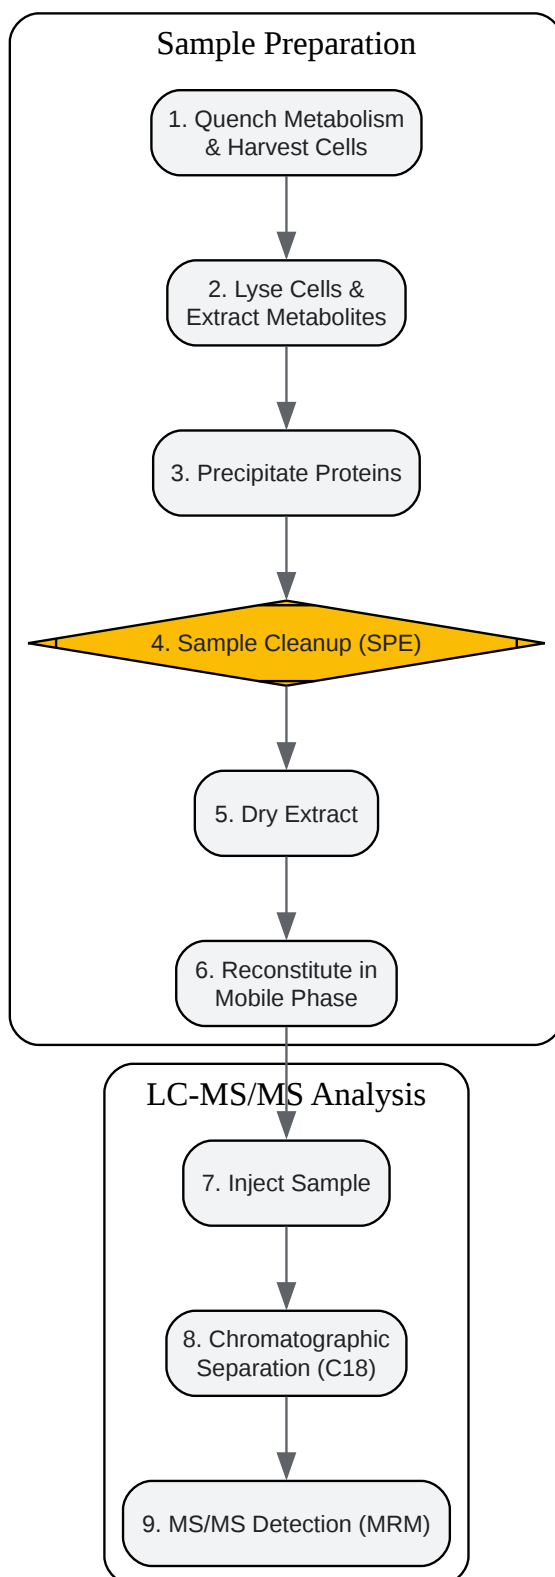 Sample Preparation
1. Quench Metabolism
& Harvest Cells
2. Lyse Cells &
Extract Metabolites
3. Precipitate Proteins
4. Sample Cleanup (SPE)
5. Dry Extract
6. Reconstitute in
Mobile Phase
LC-MS/MS Analysis
7. Inject Sample
8. Chromatographic
Separation (C18)
9. MS/MS Detection (MRM)